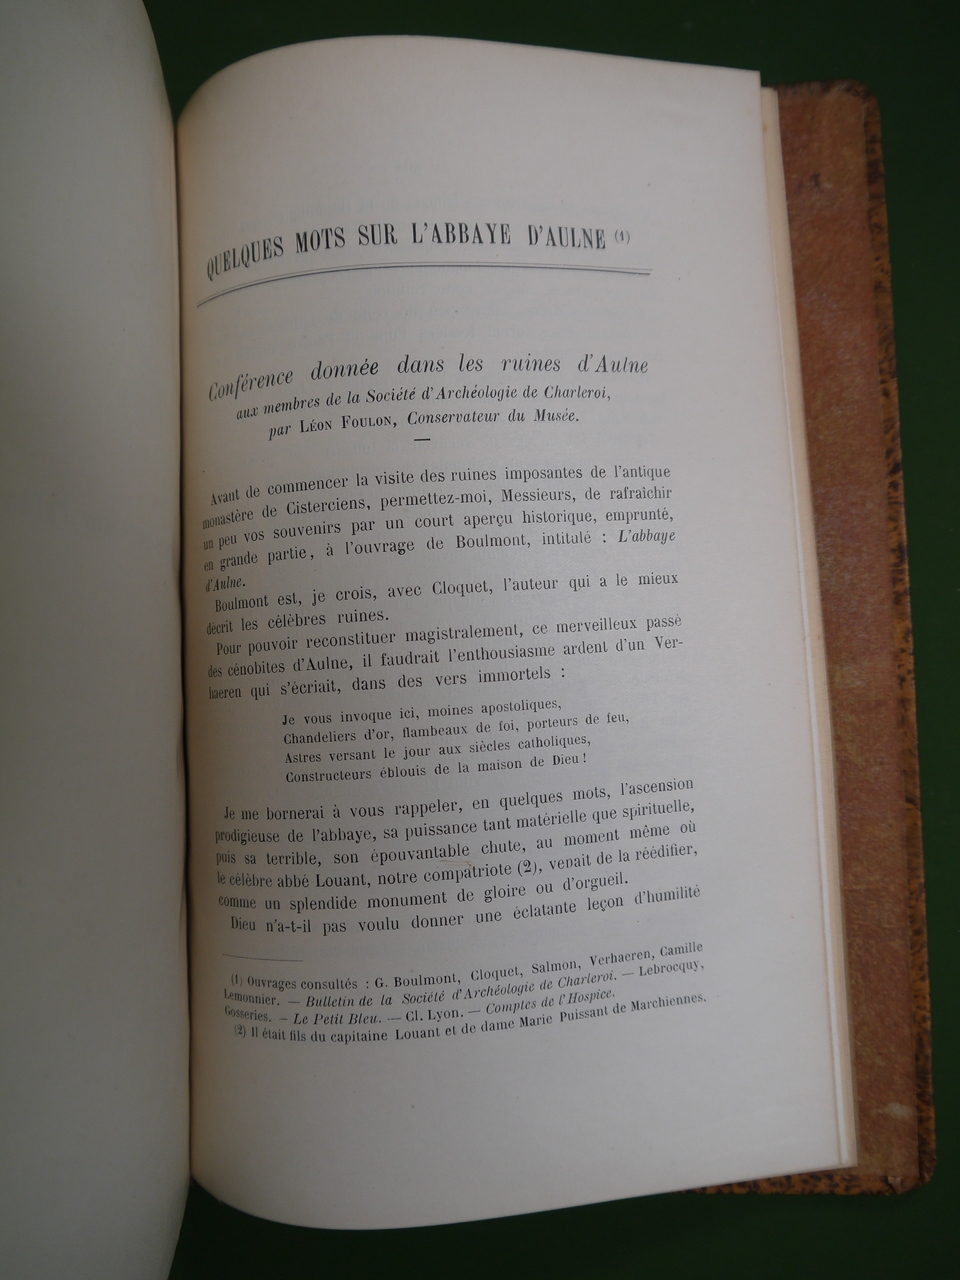 QUELQUES MOTS SUR L'ABBAYE D'AULNE (1)
Conférence donnée dans les ruines d'Aulne
aux membres de la Société d'Archéologie de Charleroi,
par LÉON FOULON, Conservateur du Musée.
Avant de commencer la visite des ruines imposantes de l'antique
monastère de Cisterciens, permettez-moi, Messieurs, de rafraîchir
un peu vos souvenirs par un court aperçu historique, emprunté,
en grande partie, à l'ouvrage de Boulmont, intitulé : L'abbaye
d'Aulne.
Boulmont est, je crois, avec Cloquet, l'auteur qui a le mieux
décrit les célèbres ruines.
Pour pouvoir reconstituer magistralement, ce merveilleux passé
des cénobites d'Aulne, il faudrait l'enthousiasme ardent d'un Ver-
haeren qui s'écriait, dans des vers immortels :
Je vous invoque ici, moines apostoliques,
Chandeliers d'or, flambeaux de foi, porteurs de feu,
Astres versant le jour aux siècles catholiques,
Constructeurs éblouis de la maison de Dieu !
Je me bornerai à vous rappeler, en quelques mots, l'ascension
prodigieuse de l'abbaye, sa puissance tant matérielle que spirituelle,
puis sa terrible, son épouvantable chute, au moment même où
le célèbre abbé Louant, notre compatriote (2), venait de la réédifier,
comme un splendide monument de gloire ou d'orgueil.
Dieu n'a-t-il pas voulu donner une éclatante leçon d'humilité
(1) Ouvrages consultés : G. Boulmont, Cloquet, Salmon, Verhaeren, Camille
Lemonnier. — Bulletin de la Société d'Archéologie de Charleroi. — Lebrocquy,
Gosseries. — Le Petit Bleu. — Cl. Lyon. — Comptes de l'Hospice.
(2) Il était fils du capitaine Louant et de dame Marie Puissant de Marchiennes.